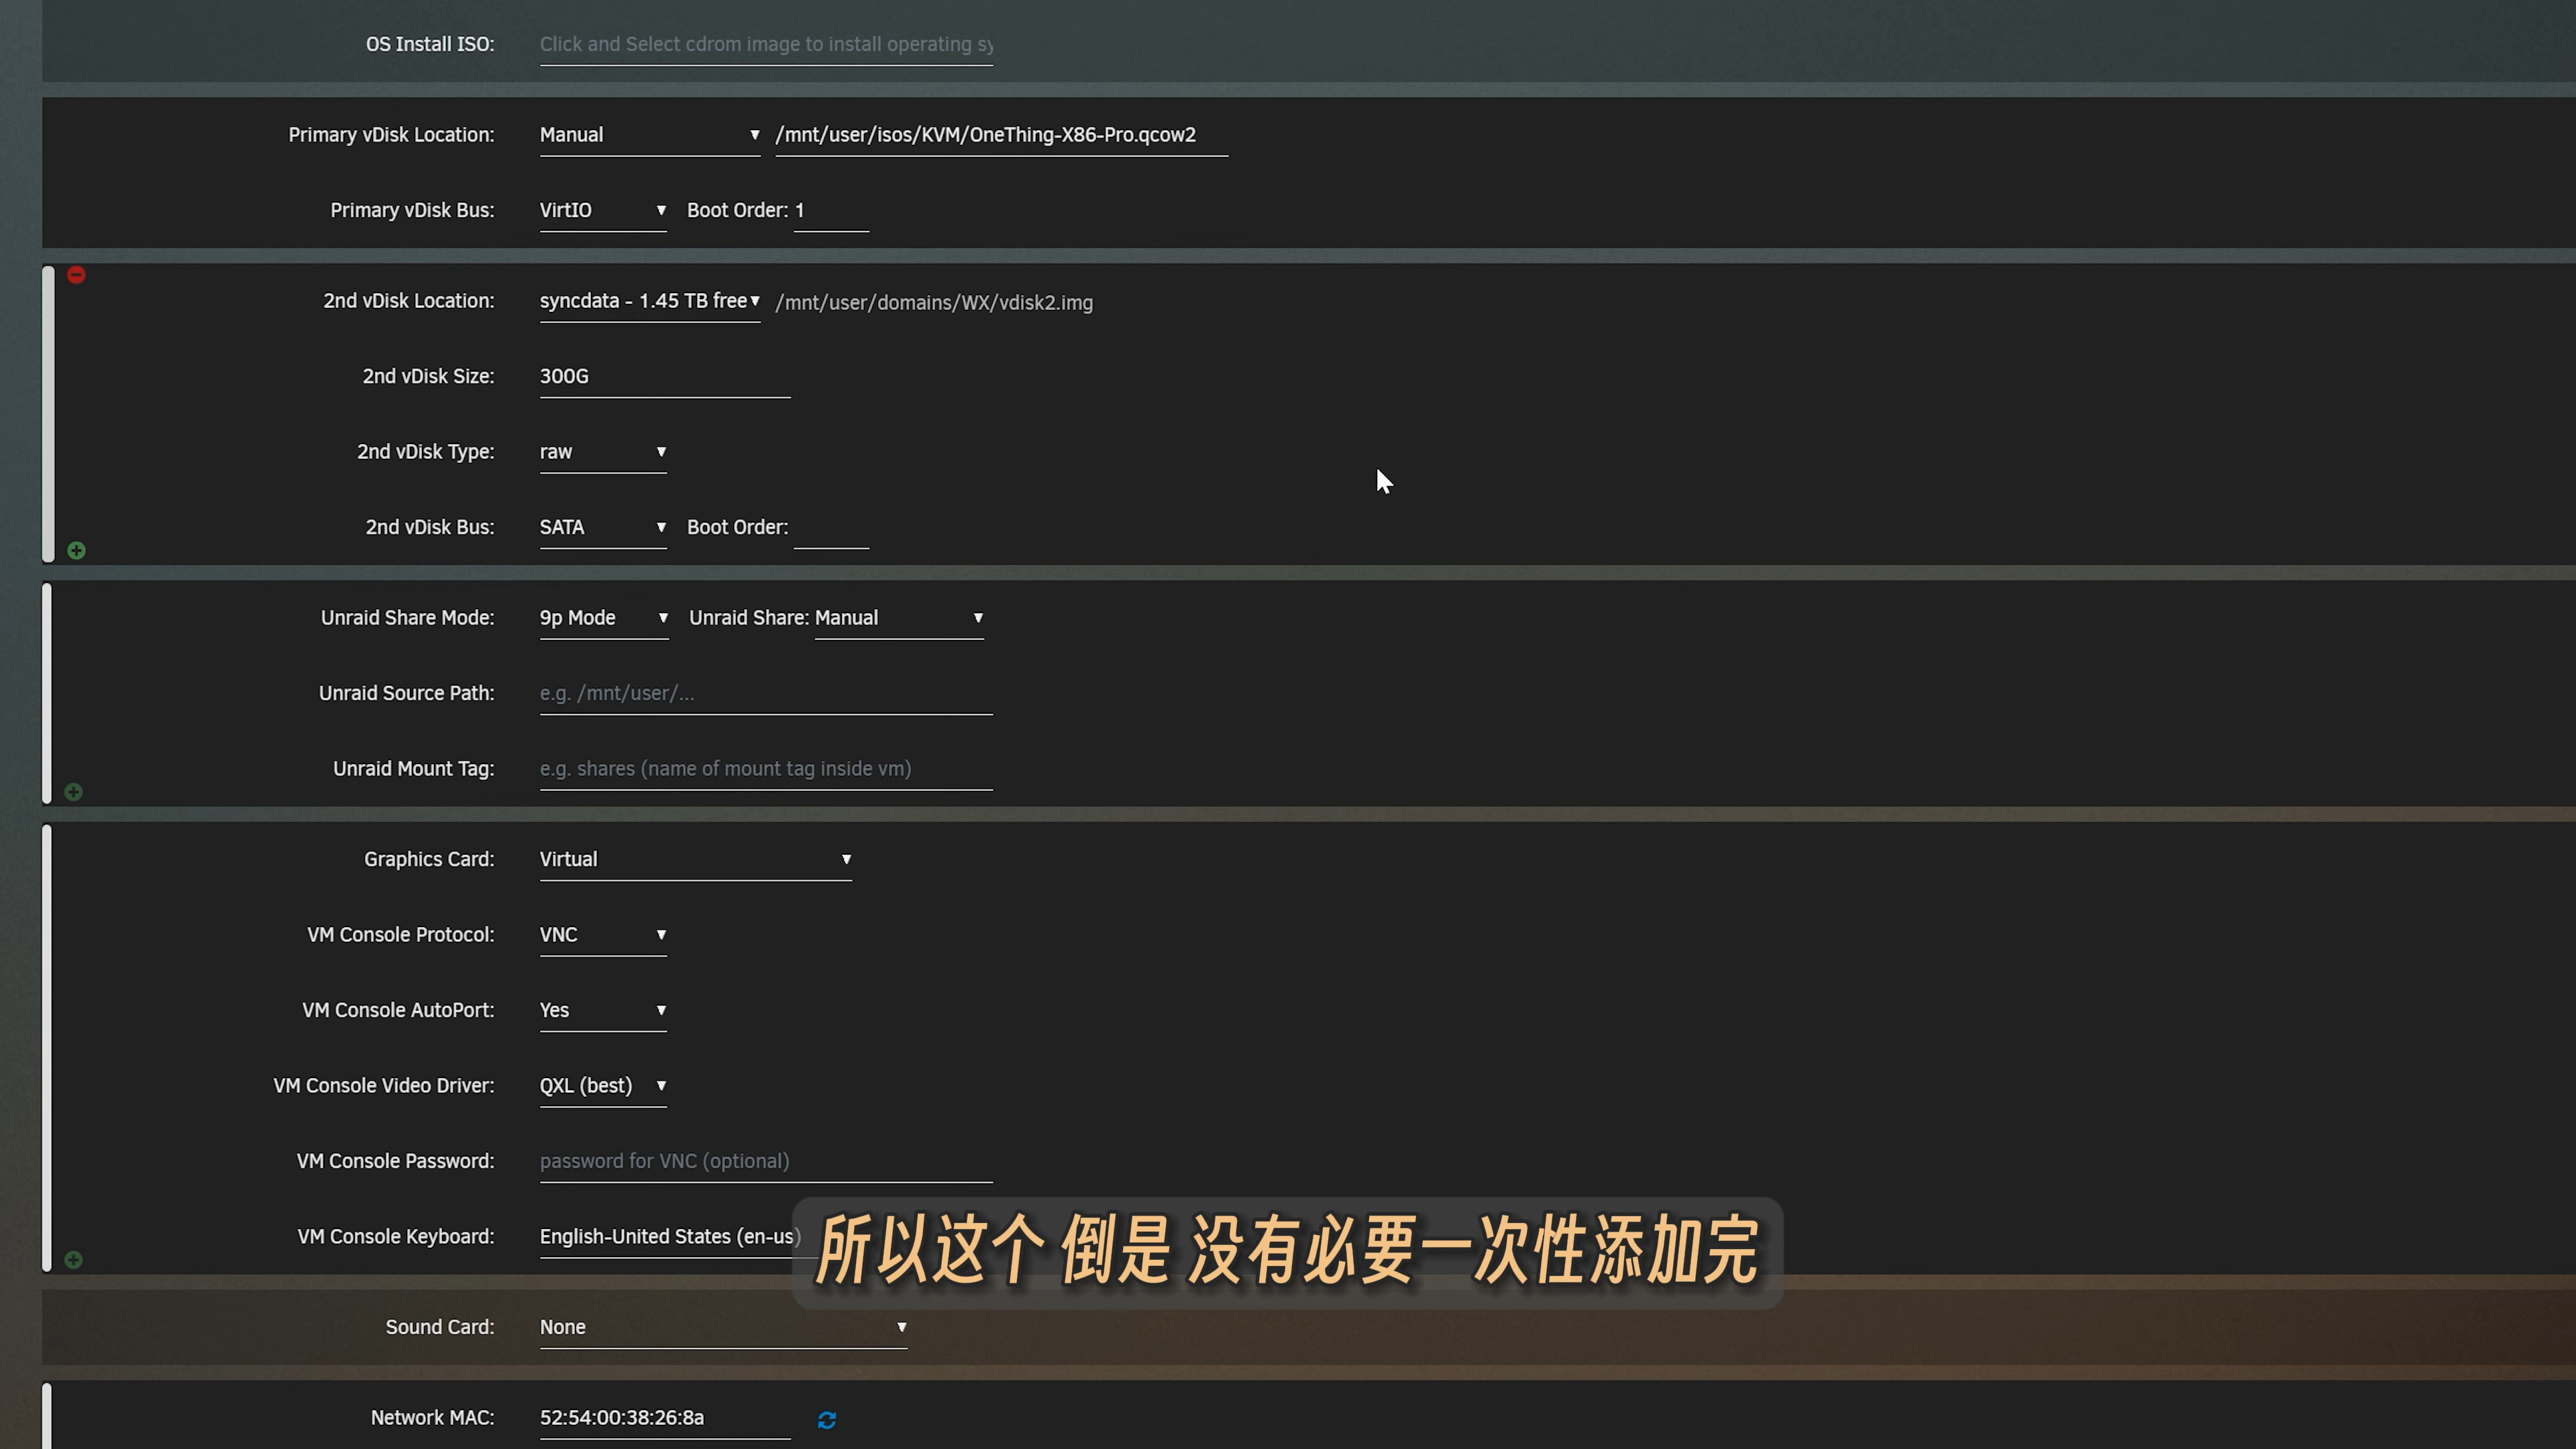 OS Install ISO: Click and Select cdrom image to install operating sy
Primary vDisk Location: Manual /mnt/user/isos/KVM/OneThing-X86-Pro.qcow2
Primary vDisk Bus: VirtIO Boot Order: 1
2nd vDisk Location: syncdata - 1.45 TB free /mnt/user/domains/WX/vdisk2.img
2nd vDisk Size: 300G
2nd vDisk Type: raw
2nd vDisk Bus: SATA Boot Order:
Unraid Share Mode: 9p Mode Unraid Share: Manual
Unraid Source Path: e.g. /mnt/user/...
Unraid Mount Tag: e.g. shares (name of mount tag inside vm)
Graphics Card: Virtual
VM Console Protocol: VNC
VM Console AutoPort: Yes
VM Console Video Driver: QXL (best)
VM Console Password: password for VNC (optional)
VM Console Keyboard: English-United States (en-us)
所以这个 倒是 没有必要一次性添加完
Sound Card: None
Network MAC: 52:54:00:38:26:8a